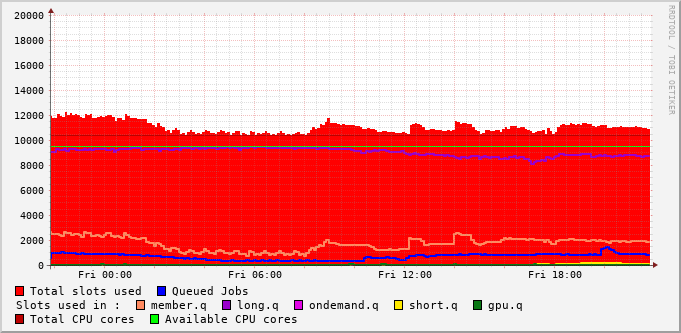 20000
18000
16000
14000
12000
10000
8000
6000
4000
2000
0
Fri 00:00 Fri 06:00 Fri 12:00 Fri 18:00
RRDTOOL / TOBI OETIKER
Total slots used Queued Jobs
Slots used in : member.q long.q ondemand.q short.q gpu.q
Total CPU cores Available CPU cores